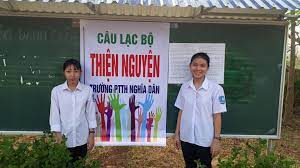 CÂU LẠC BỘ
THIỆN NGUYỆN
TRƯỜNG PTTH NGHĨA DÂN